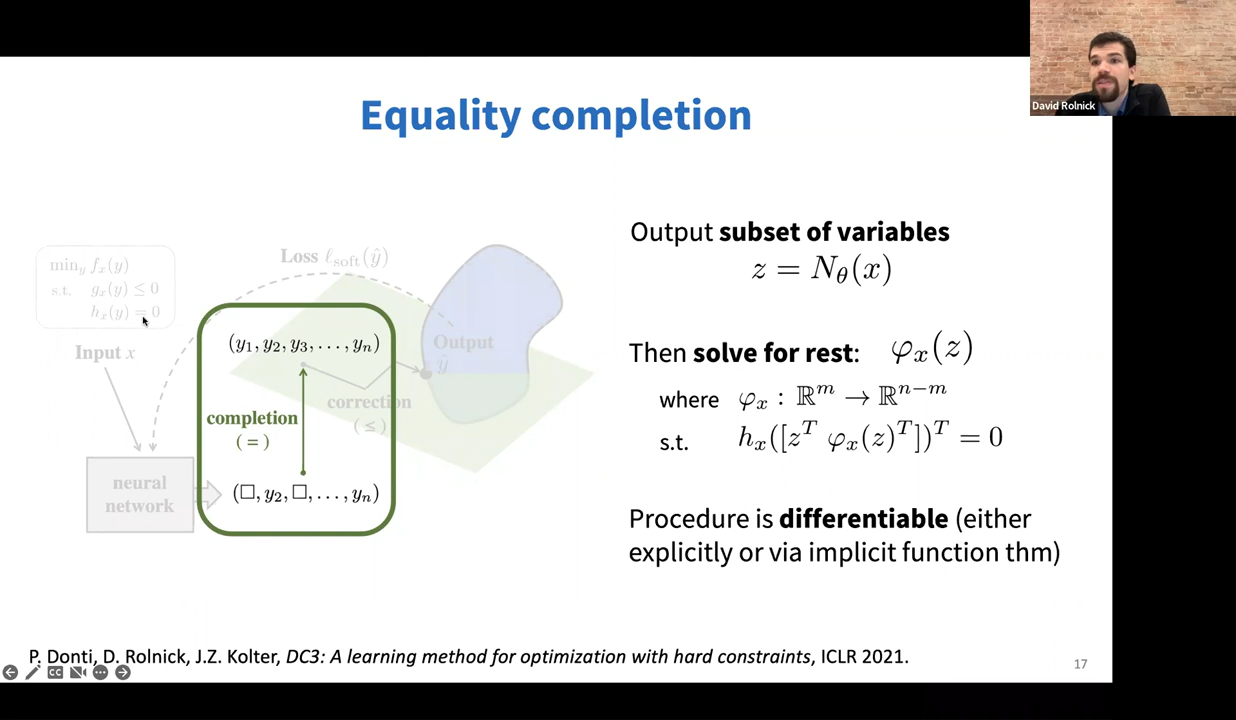 David Rolnick
Equality completion
min_y f_x(y)
s.t. g_x(y) ≤ 0
h_x(y) = 0
Input x
neural
network
Loss ℓ_soft(ŷ)
(y_1, y_2, y_3, . . . , y_n)
completion
( = )
(□, y_2, □, . . . , y_n)
correction
( ≤ )
Output
ŷ
Output subset of variables
z = N_θ(x)
Then solve for rest: φ_x(z)
where φ_x : ℝ^m → ℝ^{n−m}
s.t. h_x([z^T φ_x(z)^T])^T = 0
Procedure is differentiable (either
explicitly or via implicit function thm)
P. Donti, D. Rolnick, J.Z. Kolter, DC3: A learning method for optimization with hard constraints, ICLR 2021.
CC
17